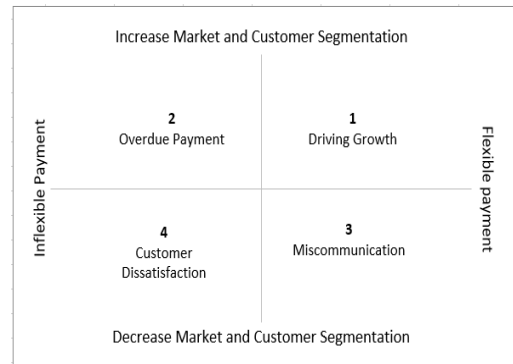 Increase Market and Customer Segmentation
2
Overdue Payment
1
Driving Growth
Inflexible Payment
Flexible payment
4
Customer
Dissatisfaction
3
Miscommunication
Decrease Market and Customer Segmentation